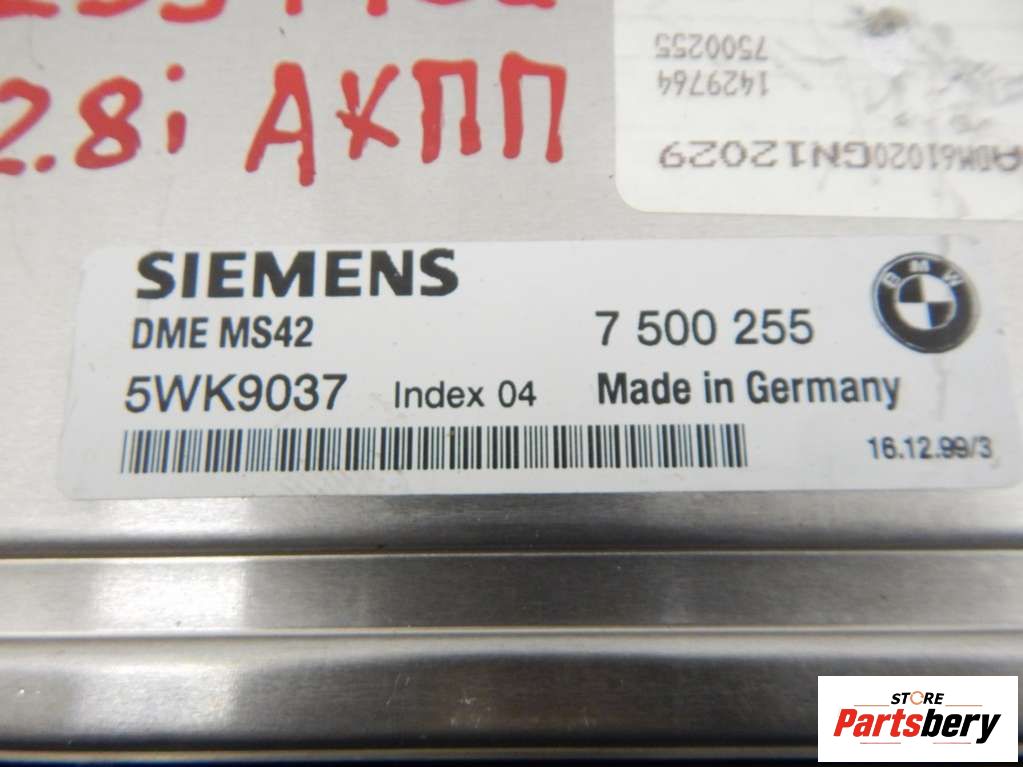 2.8i АКПП
7500255
1429764
ADM61020GN12029
SIEMENS
DME MS42
7 500 255
BMW
5WK9037 Index 04 Made in Germany
16.12.99/3
STORE
Partsbery